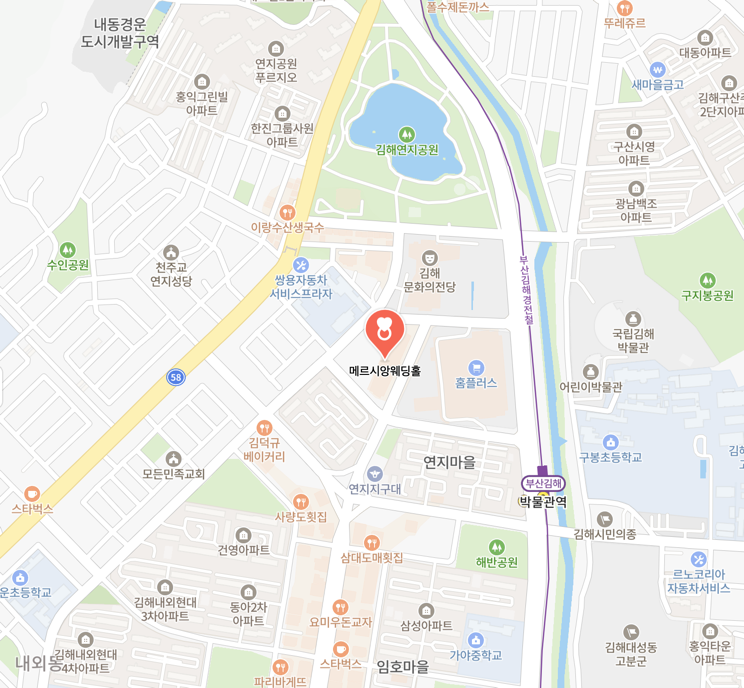 폴수제돈까스
내동경운
도시개발구역
뚜레쥬르
대동아파트
연지공원
푸르지오
새마을금고
홍익그린빌
아파트
김해구산주
2단지아파
한진그룹사원
아파트
김해연지공원
구산시영
아파트
광남백조
아파트
이랑수산생국수
수인공원
천주교
연지성당
쌍용자동차
서비스프라자
김해
문화의전당
부산김해경전철
구지봉공원
국립김해
박물관
메르시앙웨딩홀
58
홈플러스
어린이박물관
김덕규
베이커리
구봉초등학교
김해
모든민족교회
연지마을
연지지구대
부산김해
박물관역
스타벅스
사랑도횟집
김해시민의종
건영아파트
삼대도매횟집
해반공원
르노코리아
자동차서비스
운초등학교
김해내외현대
3차아파트
동아2차
아파트
요미우돈교자
삼성아파트
김해대성동
고분군
홍익타운
아파트
내외동
김해내외현대
4차아파트
스타벅스
가야중학교
임호마을
파리바게뜨